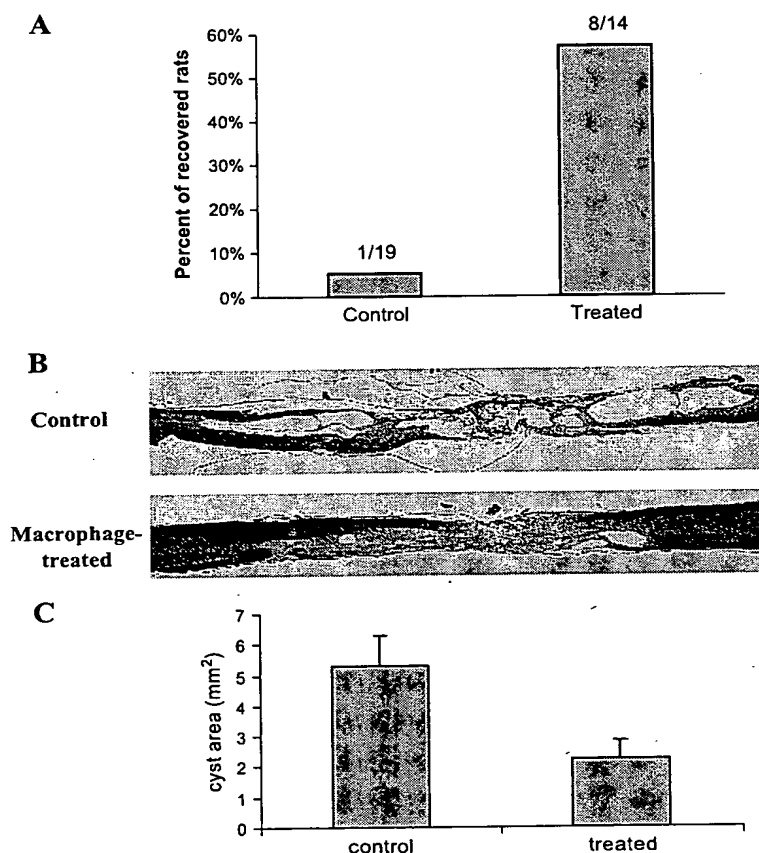 A
Percent of recovered rats
60%
50%
40%
30%
20%
10%
0%
1/19
8/14
Control
Treated
B
Control
Macrophage-
treated
C
cyst area (mm²)
7
6
5
4
3
2
1
0
control
treated